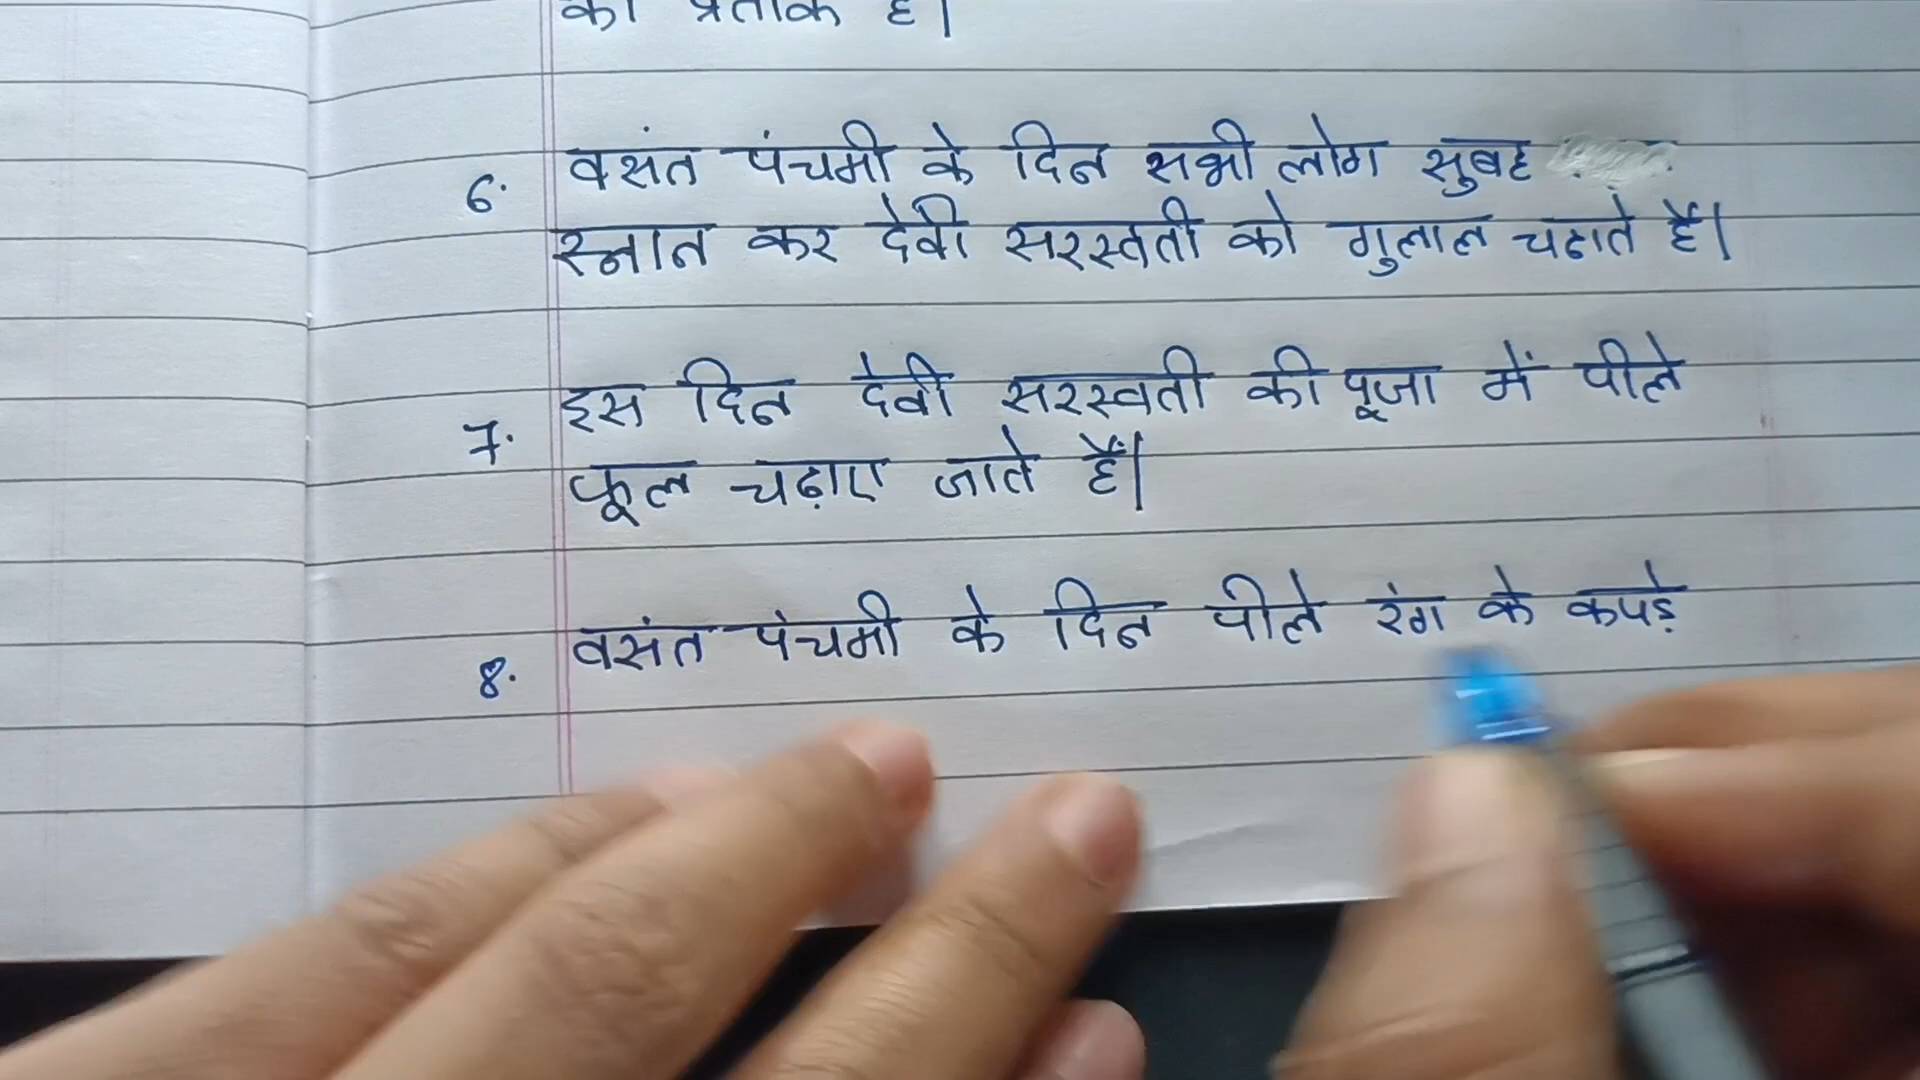 का प्रतीक है।
6. वसंत पंचमी के दिन सभी लोग सुबह
स्नान कर देवी सरस्वती को गुलाल चढाते हैं।
7. इस दिन देवी सरस्वती की पूजा में पीले
फूल चढ़ाए जाते हैं।
8. वसंत पंचमी के दिन पीले रंग के कपड़े